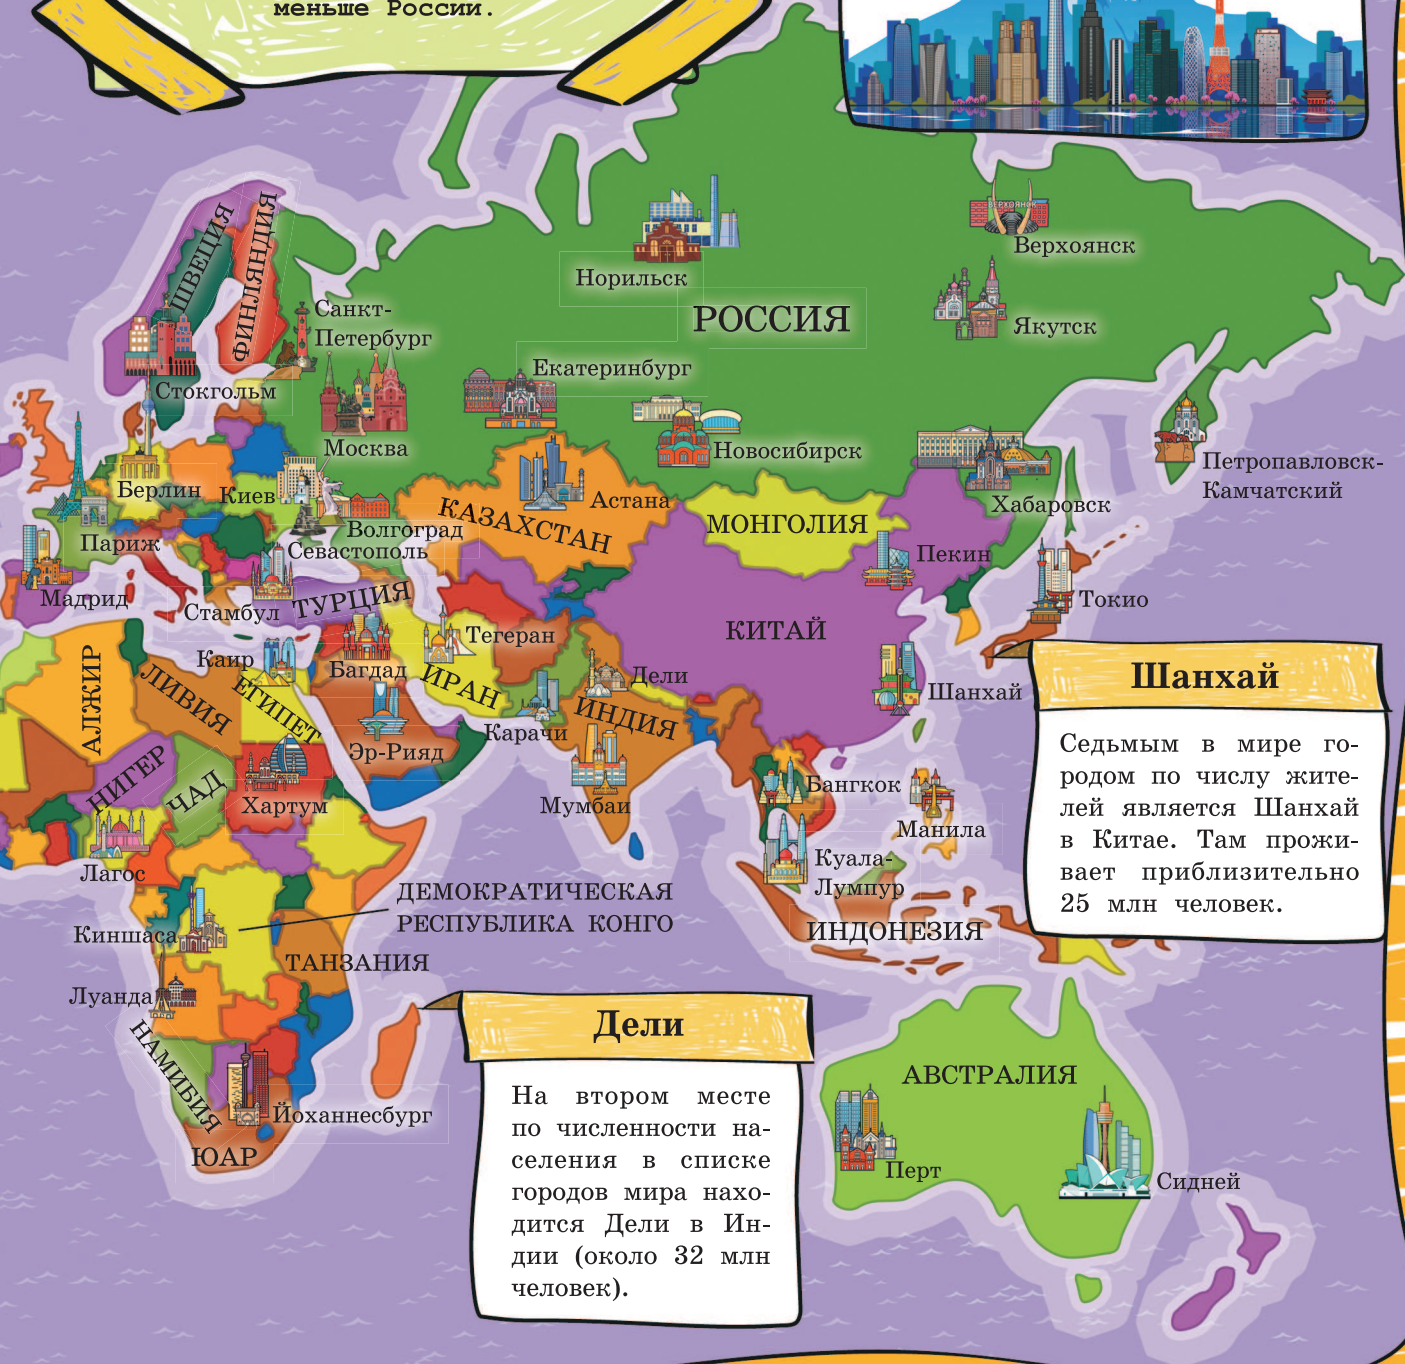 меньше России.
ВЕРХОЯНСК
Верхоянск
Норильск
РОССИЯ
Якутск
ШВЕЦИЯ
ФИНЛЯНДИЯ
Санкт-
Петербург
Екатеринбург
Стокгольм
Москва
Новосибирск
Петропавловск-
Камчатский
Берлин
Киев
Астана
КАЗАХСТАН
МОНГОЛИЯ
Хабаровск
Волгоград
Севастополь
Париж
Пекин
Мадрид
Стамбул
ТУРЦИЯ
Токио
Тегеран
КИТАЙ
Каир
Багдад
ИРАН
Дели
Шанхай
АЛЖИР
ЛИВИЯ
ЕГИПЕТ
Карачи
ИНДИЯ
Эр-Рияд
НИГЕР
ЧАД
Хартум
Мумбаи
Бангкок
Манила
Лагос
Куала-
Лумпур
ДЕМОКРАТИЧЕСКАЯ
РЕСПУБЛИКА КОНГО
Киншаса
ИНДОНЕЗИЯ
ТАНЗАНИЯ
Луанда
НАМИБИЯ
Йоханнесбург
ЮАР
АВСТРАЛИЯ
Перт
Сидней
Шанхай
Седьмым в мире го-
родом по числу жите-
лей является Шанхай
в Китае. Там прожи-
вает приблизительно
25 млн человек.
Дели
На втором месте
по численности на-
селения в списке
городов мира нахо-
дится Дели в Ин-
дии (около 32 млн
человек).